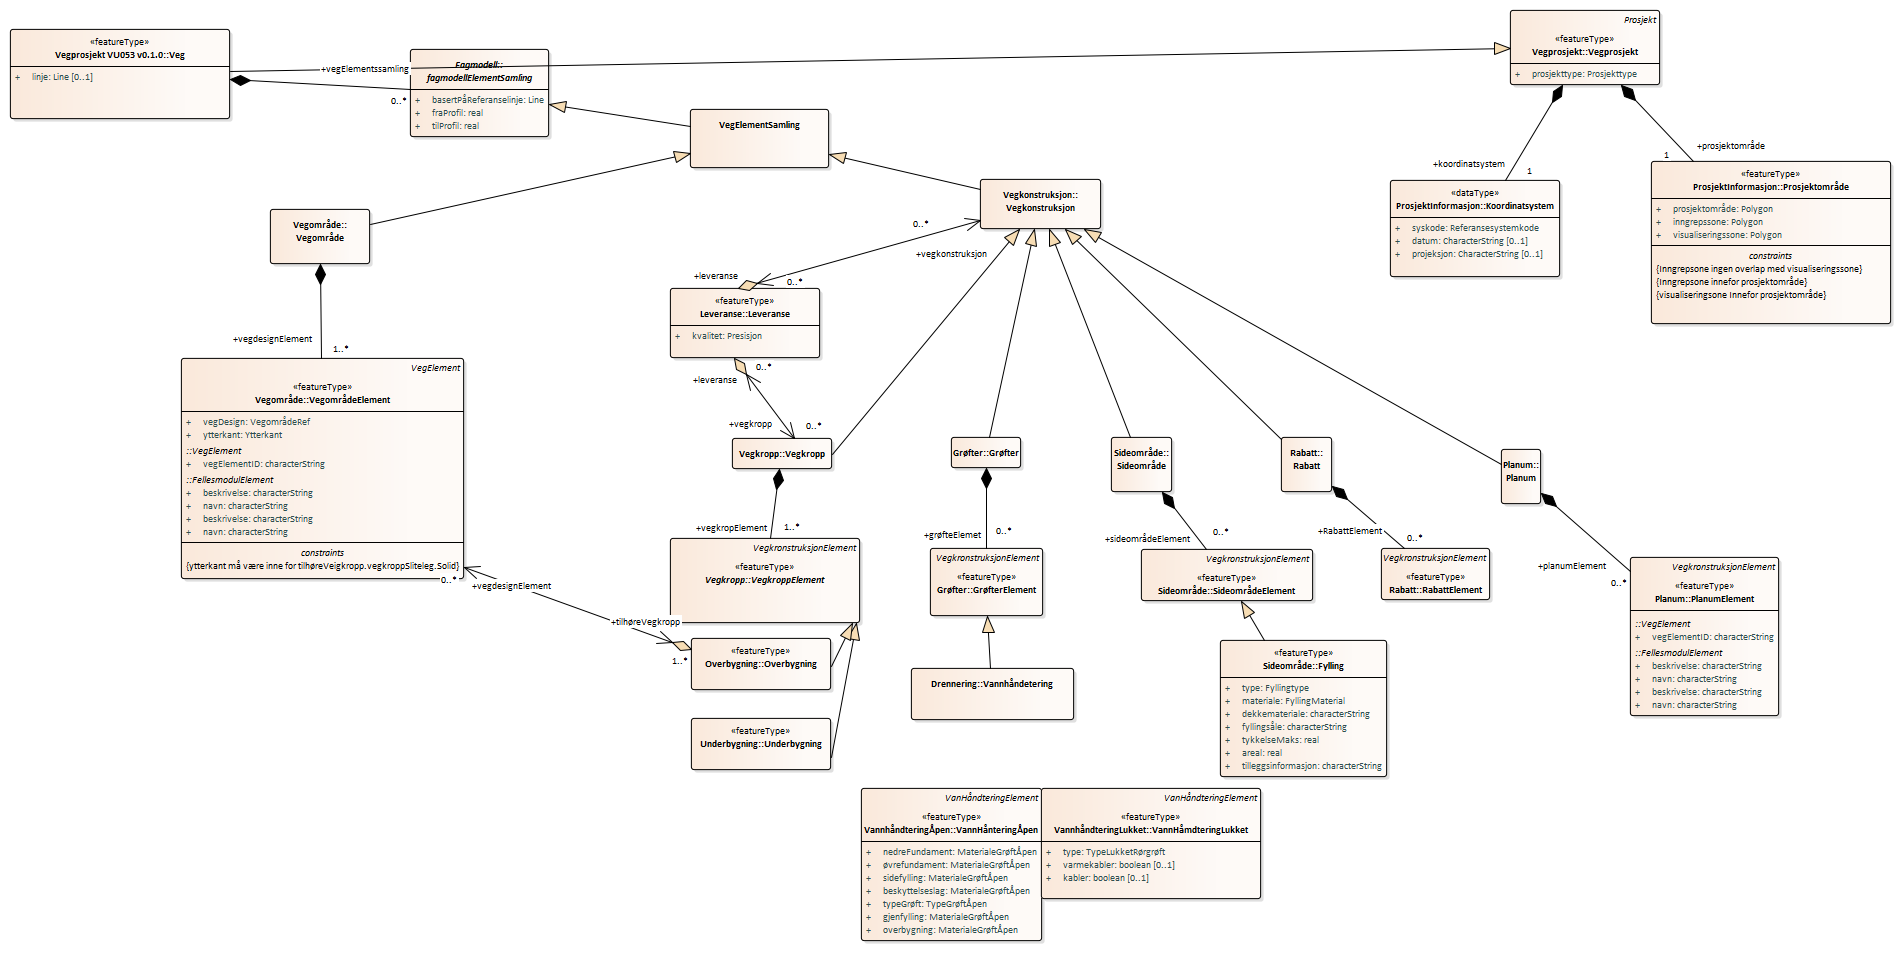 «featureType»
Vegprosjekt VU053 v0.1.0::Veg
+ linje: Line [0..1]
+vegElementssamling
0..*
Fagmodell::
fagmodellElementSamling
+ basertPåReferanselinje: Line
+ fraProfil: real
+ tilProfil: real
VegElementSamling
Prosjekt
«featureType»
Vegprosjekt::Vegprosjekt
+ prosjekttype: Prosjekttype
+koordinatsystem
1
+prosjektområde
1
«dataType»
ProsjektInformasjon::Koordinatsystem
+ syskode: Referansesystemkode
+ datum: CharacterString [0..1]
+ projeksjon: CharacterString [0..1]
«featureType»
ProsjektInformasjon::Prosjektområde
+ prosjektområde: Polygon
+ inngrepssone: Polygon
+ visualiseringssone: Polygon
constraints
{Inngrepsone ingen overlap med visualiseringssone}
{Inngrepsone innefor prosjektområde}
{visualiseringsone Innefor prosjektområde}
Vegområde::
Vegområde
Vegkonstruksjon::
Vegkonstruksjon
0..*
+vegkonstruksjon
+leveranse
0..*
«featureType»
Leveranse::Leveranse
+ kvalitet: Presisjon
0..*
+leveranse
+vegkropp
0..*
+vegdesignElement
1..*
VegElement
«featureType»
Vegområde::VegområdeElement
+ vegDesign: VegområdeRef
+ ytterkant: Ytterkant
::VegElement
+ vegElementID: characterString
::FellesmodulElement
+ beskrivelse: characterString
+ navn: characterString
+ beskrivelse: characterString
+ navn: characterString
constraints
{ytterkant må være inne for tilhøreVeigkropp.vegkroppSliteleg.Solid}
0..*
+vegdesignElement
+tilhøreVegkropp
1..*
Vegkropp::Vegkropp
+vegkropElement
1..*
VegkronstruksjonElement
«featureType»
Vegkropp::VegkroppElement
«featureType»
Overbygning::Overbygning
«featureType»
Underbygning::Underbygning
Grøfter::Grøfter
+grøfteElemet
0..*
VegkronstruksjonElement
«featureType»
Grøfter::GrøfterElement
Drennering::Vannhåndetering
Sideområde::
Sideområde
+sideområdeElement
0..*
VegkronstruksjonElement
«featureType»
Sideområde::SideområdeElement
«featureType»
Sideområde::Fylling
+ type: Fyllingtype
+ materiale: FyllingMaterial
+ dekkemateriale: characterString
+ fyllingsåle: characterString
+ tykkelseMaks: real
+ areal: real
+ tilleggsinformasjon: characterString
Rabatt::
Rabatt
+RabattElement
0..*
VegkronstruksjonElement
«featureType»
Rabatt::RabattElement
Planum::
Planum
+planumElement
0..*
VegkronstruksjonElement
«featureType»
Planum::PlanumElement
::VegElement
+ vegElementID: characterString
::FellesmodulElement
+ beskrivelse: characterString
+ navn: characterString
+ beskrivelse: characterString
+ navn: characterString
VanHåndteringElement
«featureType»
VannhåndteringÅpen::VannHånteringÅpen
+ nedreFundament: MaterialeGrøftÅpen
+ øvrefundament: MaterialeGrøftÅpen
+ sidefylling: MaterialeGrøftÅpen
+ beskyttelseslag: MaterialeGrøftÅpen
+ typeGrøft: TypeGrøftÅpen
+ gjenfylling: MaterialeGrøftÅpen
+ overbygning: MaterialeGrøftÅpen
VanHåndteringElement
«featureType»
VannhåndteringLukket::VannHåmdteringLukket
+ type: TypeLukketRørgrøft
+ varmekabler: boolean [0..1]
+ kabler: boolean [0..1]